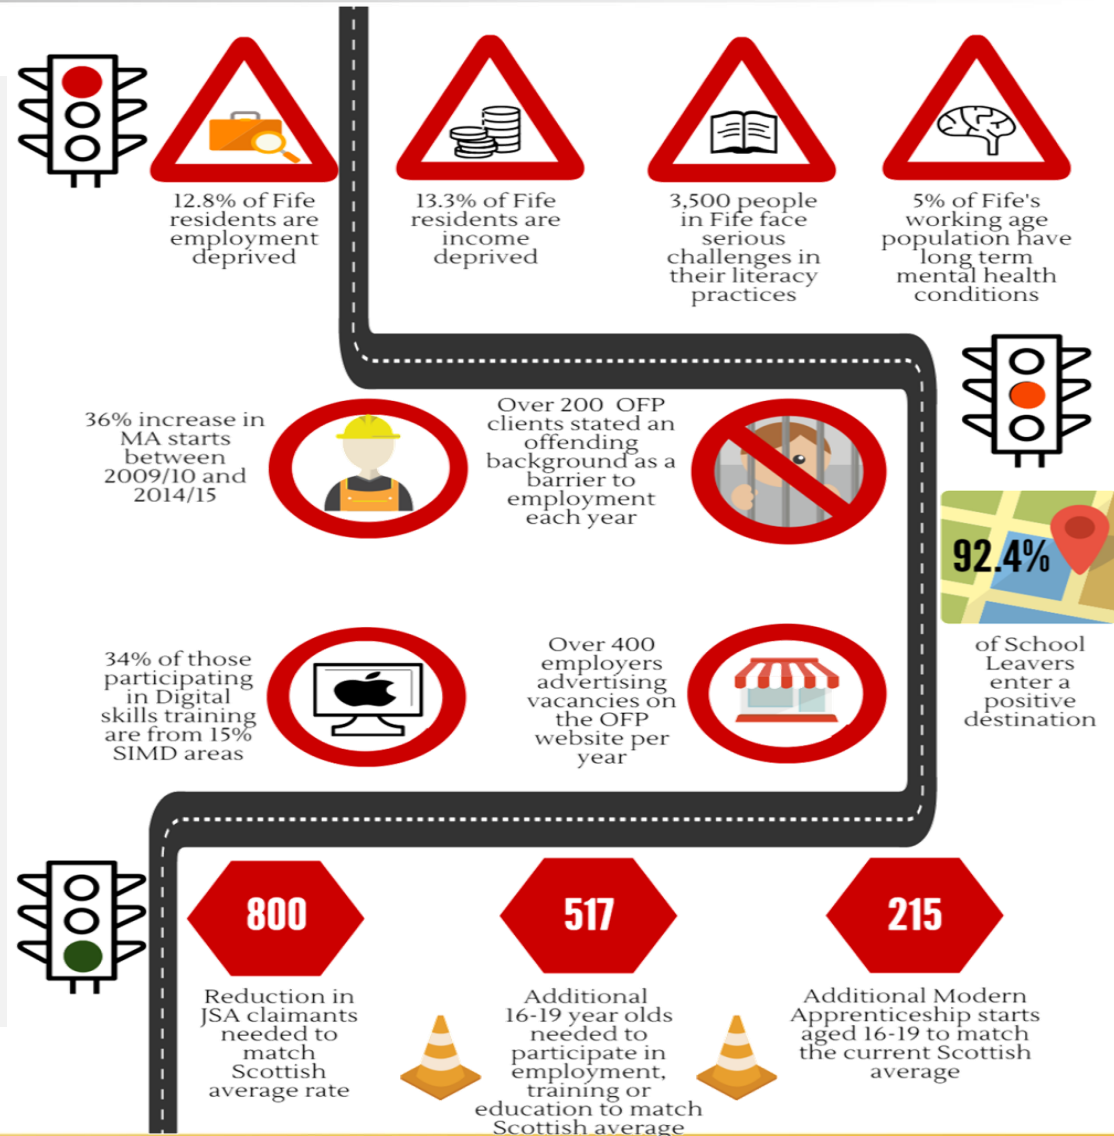 12.8% of Fife
residents are
employment
deprived
13.3% of Fife
residents are
income
deprived
3,500 people
in Fife face
serious
challenges in
their literacy
practices
5% of Fife's
working age
population have
long term
mental health
conditions
36% increase in
MA starts
between
2009/10 and
2014/15
Over 200 OFP
clients stated an
offending
background as a
barrier to
employment
each year
92.4%
of School
Leavers
enter a
positive
destination
34% of those
participating
in Digital
skills training
are from 15%
SIMD areas
Over 400
employers
advertising
vacancies on
the OFP
website per
year
800
Reduction in
JSA claimants
needed to
match
Scottish
average rate
517
Additional
16-19 year olds
needed to
participate in
employment,
training or
education to match
Scottish average
215
Additional Modern
Apprenticeship starts
aged 16-19 to match
the current Scottish
average